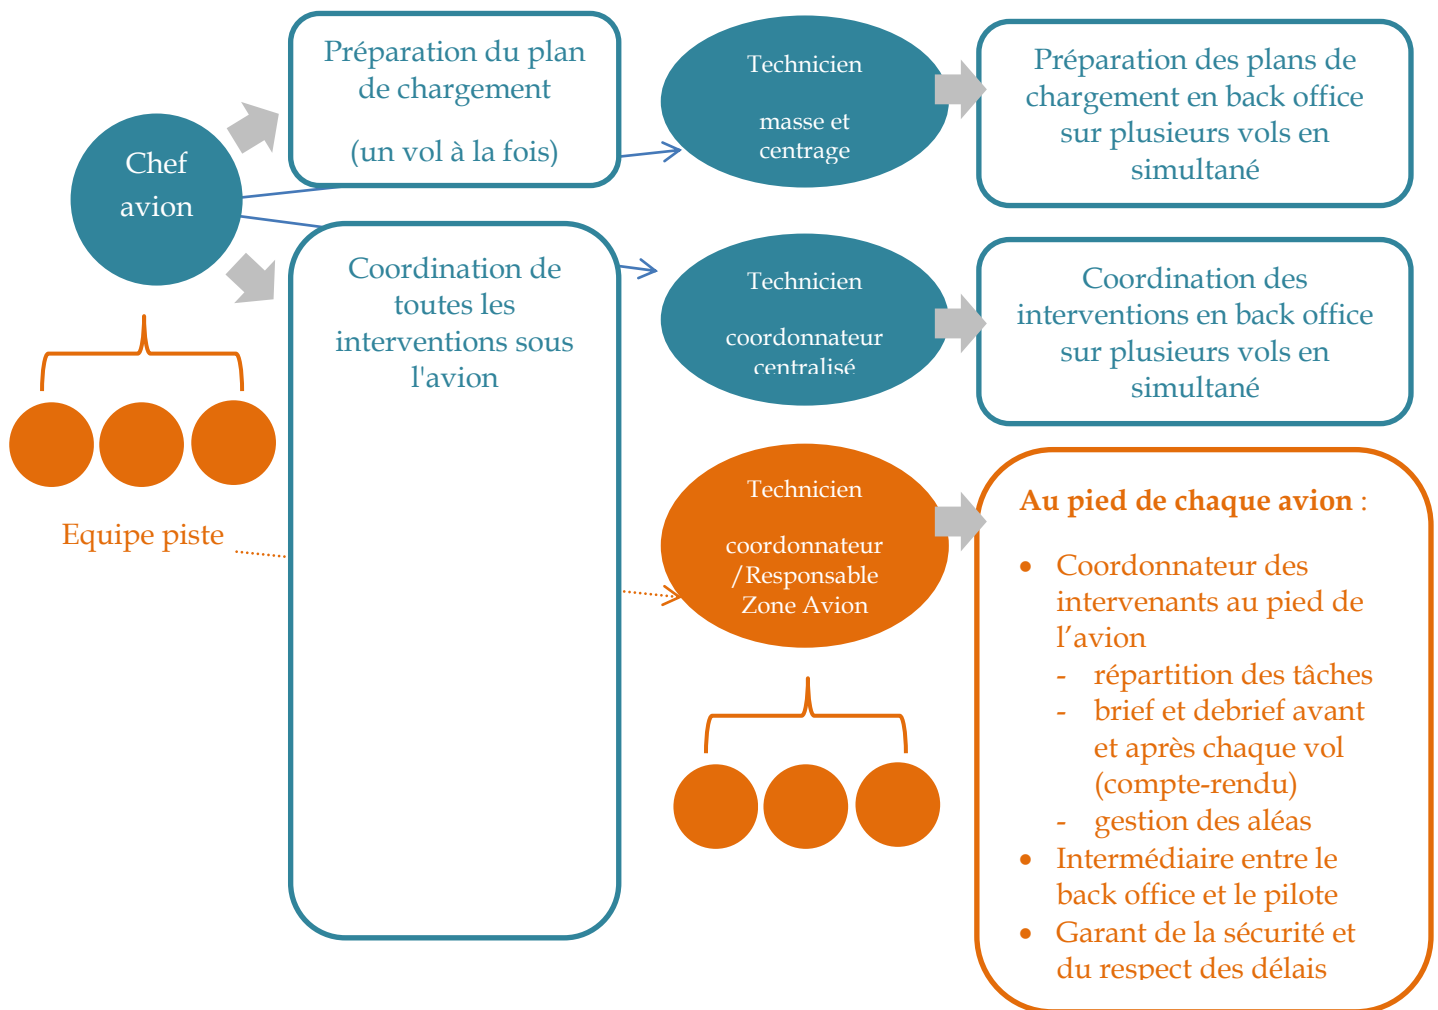 Chef
avion
Equipe piste
Préparation du plan
de chargement
(un vol à la fois)
Coordination de
toutes les
interventions sous
l'avion
Technicien
masse et
centrage
Préparation des plans de
chargement en back office
sur plusieurs vols en
simultané
Technicien
coordonnateur
centralisé
Coordination des
interventions en back office
sur plusieurs vols en
simultané
Technicien
coordonnateur
/Responsable
Zone Avion
Au pied de chaque avion :
• Coordonnateur des
intervenants au pied de
l’avion
- répartition des tâches
- brief et debrief avant
et après chaque vol
(compte-rendu)
- gestion des aléas
• Intermédiaire entre le
back office et le pilote
• Garant de la sécurité et
du respect des délais